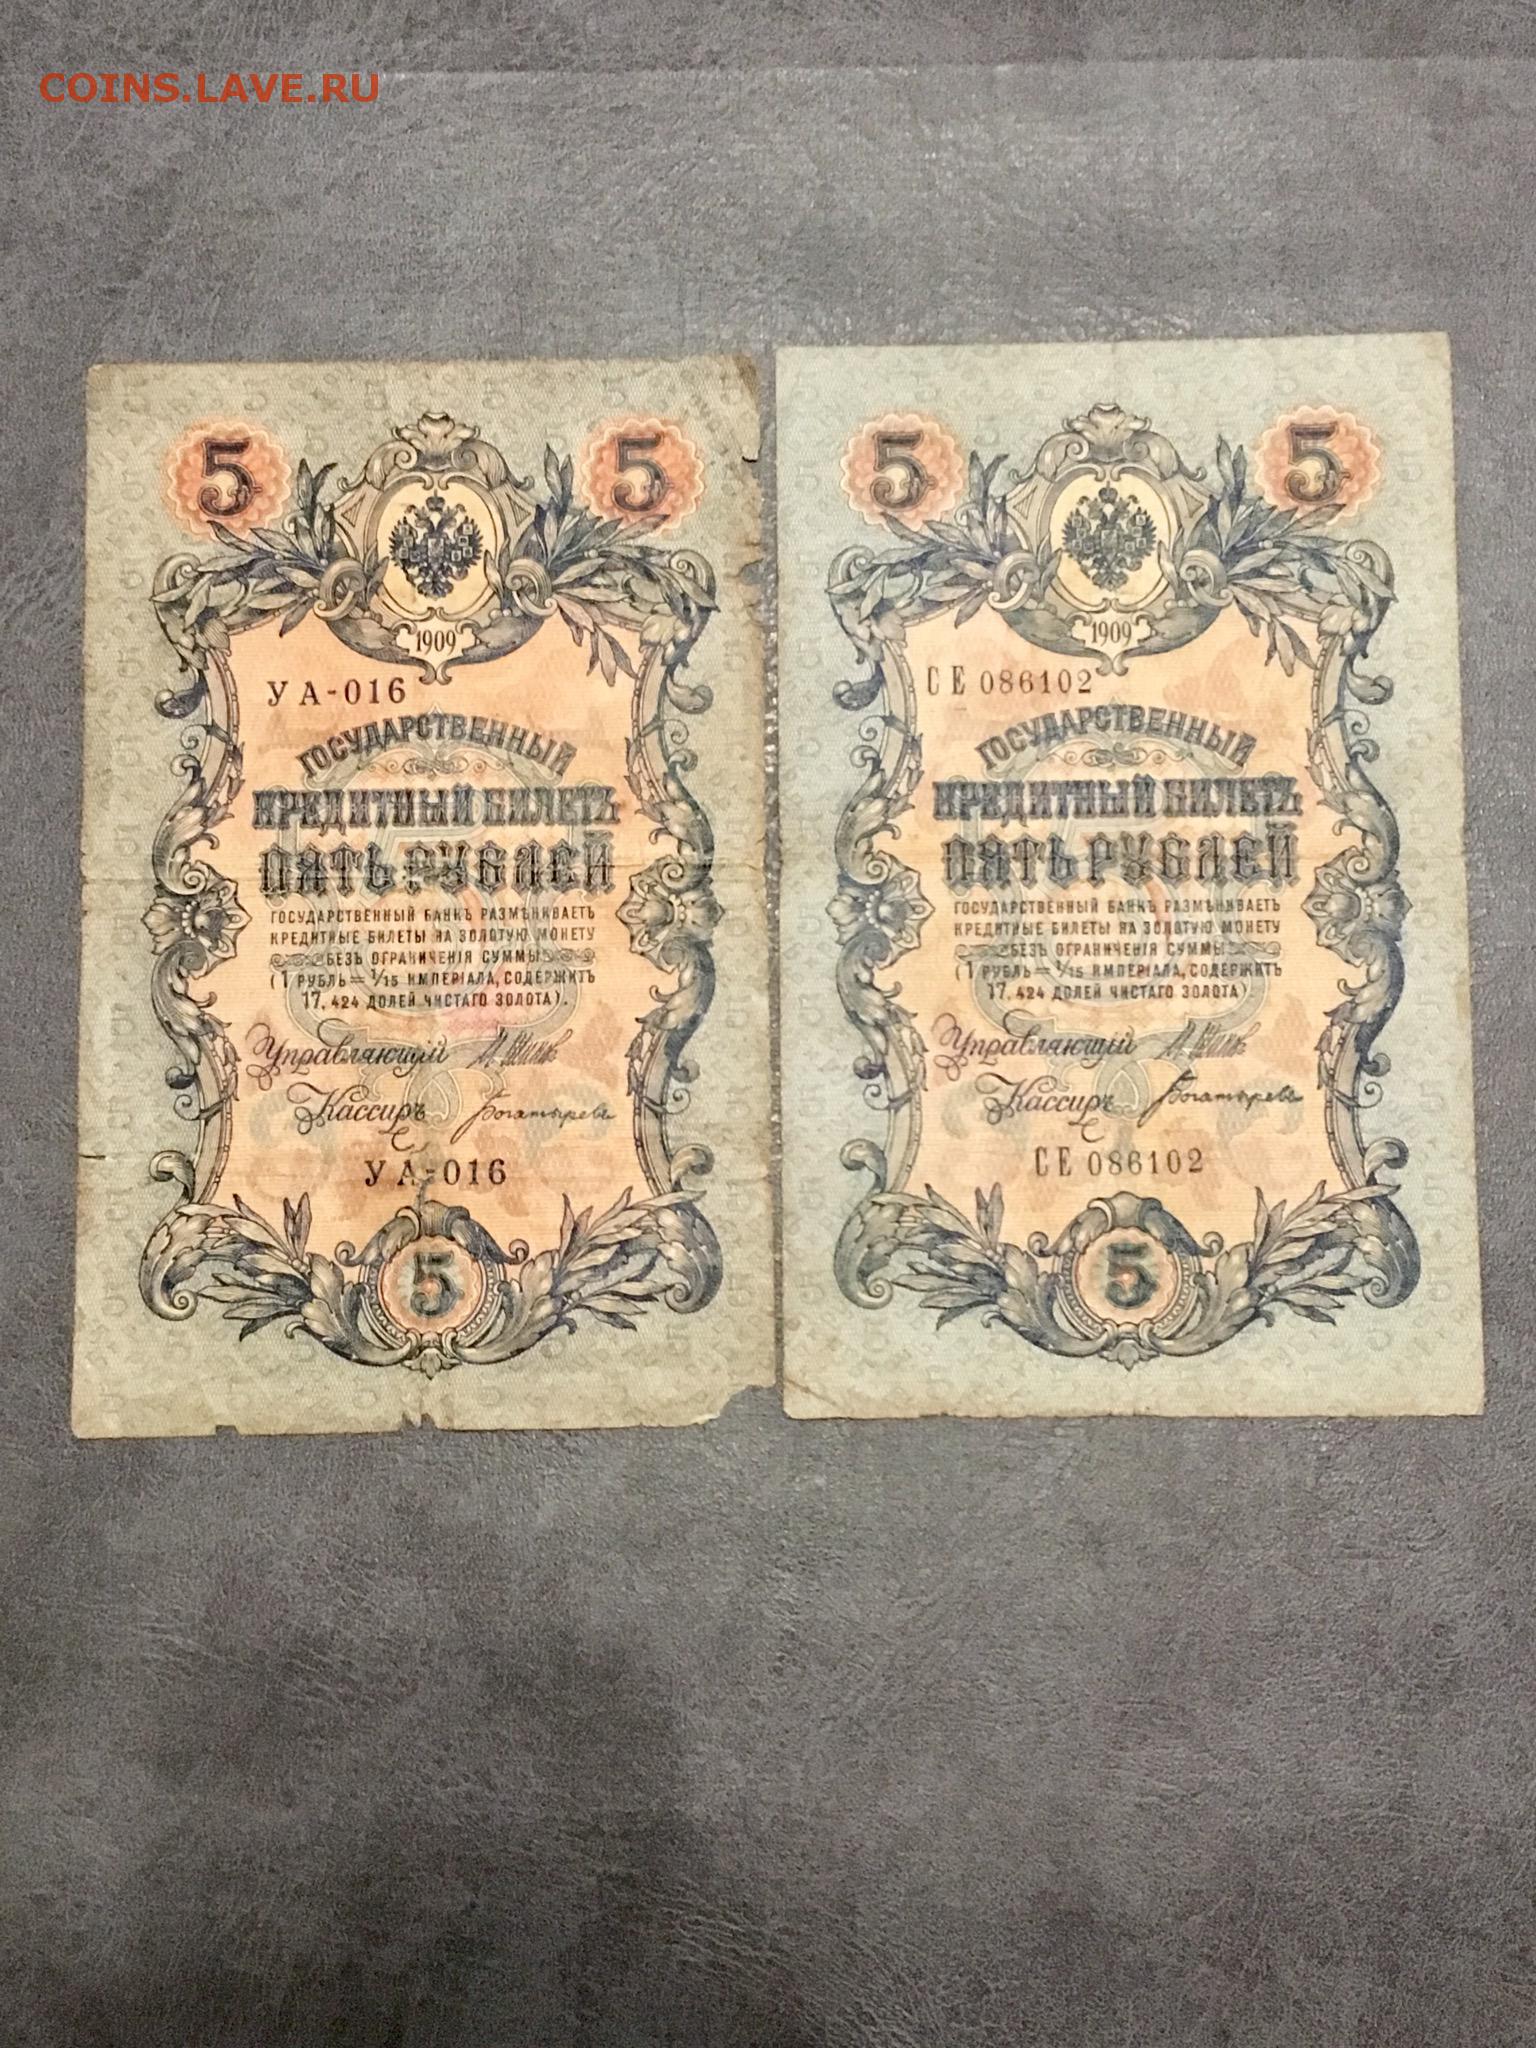 COINS.LAVE.RU
5 5
1909
УА-016
ГОСУДАРСТВЕННЫЙ
КРЕДИТНЫЙ БИЛЕТЪ
ПЯТЬ РУБЛЕЙ
ГОСУДАРСТВЕННЫЙ БАНКЪ РАЗМѢНИВАЕТЪ
КРЕДИТНЫЕ БИЛЕТЫ НА ЗОЛОТУЮ МОНЕТУ
БЕЗЪ ОГРАНИЧЕНІЯ СУММЫ
(1 РУБЛЬ = 1/15 ИМПЕРІАЛА, СОДЕРЖИТЪ
17,424 ДОЛЕЙ ЧИСТАГО ЗОЛОТА).
Управляющій
Кассиръ Богатыревъ
УА-016
5
5 5
1909
СЕ 086102
ГОСУДАРСТВЕННЫЙ
КРЕДИТНЫЙ БИЛЕТЪ
ПЯТЬ РУБЛЕЙ
ГОСУДАРСТВЕННЫЙ БАНКЪ РАЗМѢНИВАЕТЪ
КРЕДИТНЫЕ БИЛЕТЫ НА ЗОЛОТУЮ МОНЕТУ
БЕЗЪ ОГРАНИЧЕНІЯ СУММЫ
(1 РУБЛЬ = 1/15 ИМПЕРІАЛА, СОДЕРЖИТЪ
17,424 ДОЛЕЙ ЧИСТАГО ЗОЛОТА).
Управляющій
Кассиръ Богатыревъ
СЕ 086102
5